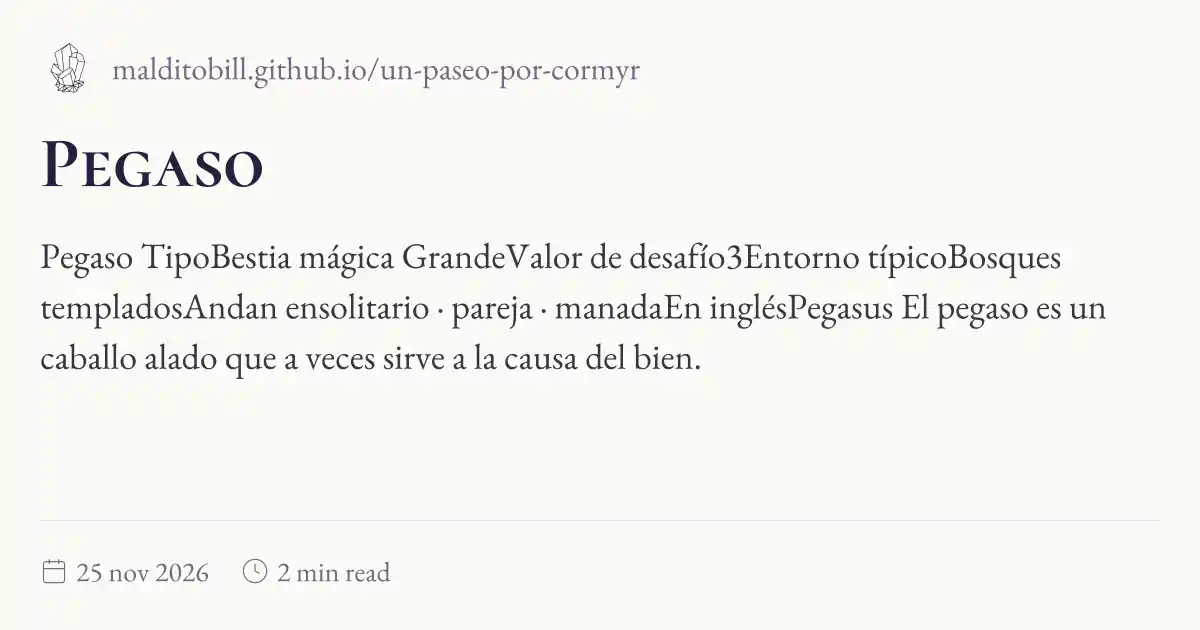 malditobill.github.io/un-paseo-por-cormyr
Pegaso
Pegaso TipoBestia mágica GrandeValor de desafío3Entorno típicoBosques
templadosAndan ensolitario · pareja · manadaEn inglésPegasus El pegaso es un
caballo alado que a veces sirve a la causa del bien.
25 nov 2026 2 min read